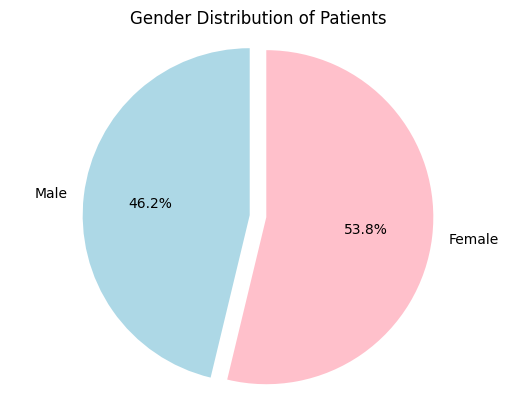 Gender Distribution of Patients
Male
46.2%
53.8%
Female